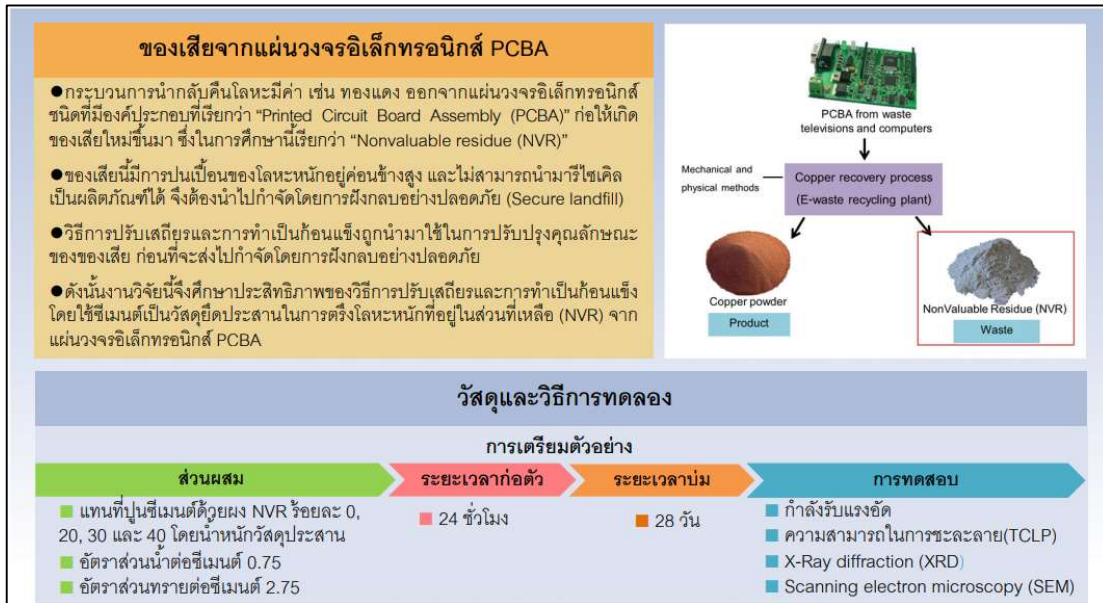 ของเสียจากแผ่นวงจรอิเล็กทรอนิกส์ PCBA
●กระบวนการนำกลับคืนโลหะมีค่า เช่น ทองแดง ออกจากแผ่นวงจรอิเล็กทรอนิกส์
ชนิดที่มีองค์ประกอบที่เรียกว่า “Printed Circuit Board Assembly (PCBA)” ก่อให้เกิด
ของเสียใหม่ขึ้นมา ซึ่งในการศึกษานี้เรียกว่า “Nonvaluable residue (NVR)”
●ของเสียนี้มีการปนเปื้อนของโลหะหนักอยู่ค่อนข้างสูง และไม่สามารถนำมารีไซเคิล
เป็นผลิตภัณฑ์ได้ จึงต้องนำไปกำจัดโดยการฝังกลบอย่างปลอดภัย (Secure landfill)
●วิธีการปรับเสถียรและการทำเป็นก้อนแข็งถูกนำมาใช้ในการปรับปรุงคุณลักษณะ
ของของเสีย ก่อนที่จะส่งไปกำจัดโดยการฝังกลบอย่างปลอดภัย
●ดังนั้นงานวิจัยนี้จึงศึกษาประสิทธิภาพของวิธีการปรับเสถียรและการทำเป็นก้อนแข็ง
โดยใช้ซีเมนต์เป็นวัสดุยึดประสานในการตรึงโลหะหนักที่อยู่ในส่วนที่เหลือ (NVR) จาก
แผ่นวงจรอิเล็กทรอนิกส์ PCBA
PCBA from waste
televisions and computers
Mechanical and
physical methods
Copper recovery process
(E-waste recycling plant)
Copper powder
Product
NonValuable Residue (NVR)
Waste
วัสดุและวิธีการทดลอง
การเตรียมตัวอย่าง
ส่วนผสม
■ แทนที่ปูนซีเมนต์ด้วยผง NVR ร้อยละ 0,
20, 30 และ 40 โดยน้ำหนักวัสดุประสาน
■ อัตราส่วนน้ำต่อซีเมนต์ 0.75
■ อัตราส่วนทรายต่อซีเมนต์ 2.75
ระยะเวลาก่อตัว
■ 24 ชั่วโมง
ระยะเวลาบ่ม
■ 28 วัน
การทดสอบ
■ กำลังรับแรงอัด
■ ความสามารถในการชะละลาย(TCLP)
■ X-Ray diffraction (XRD)
■ Scanning electron microscopy (SEM)